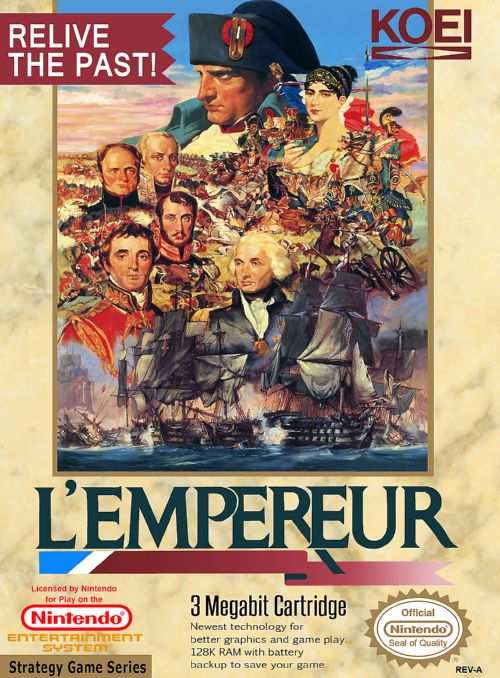 RELIVE
THE PAST!
KOEI
L'EMPEREUR
Licensed by Nintendo
for Play on the
Nintendo®
ENTERTAINMENT
SYSTEM
Strategy Game Series
3 Megabit Cartridge
Newest technology for
better graphics and game play.
128K RAM with battery
backup to save your game.
Official
Nintendo
Seal of Quality
®
REV-A